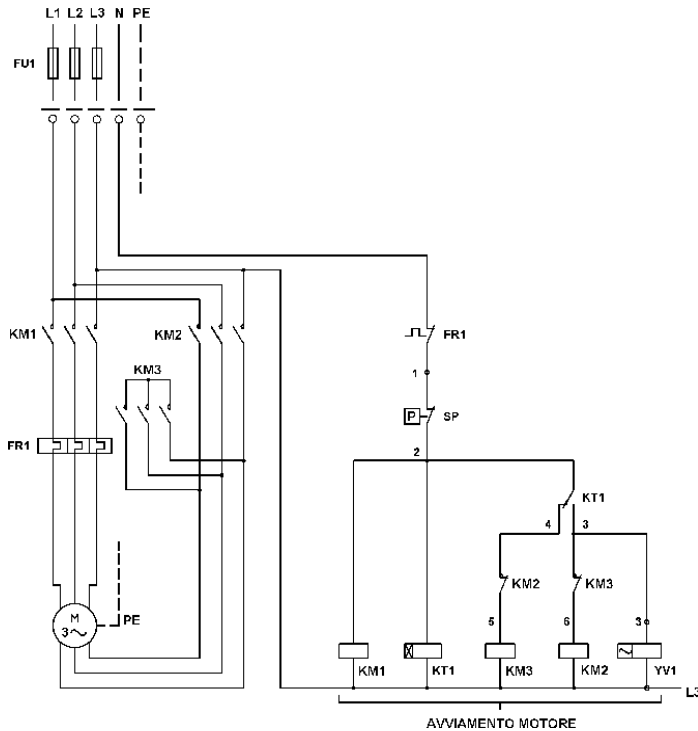 L1 L2 L3 N PE
FU1
KM1
KM2
FR1
KM3
1
P
SP
FR1
2
KT1
4 3
KM2
KM3
PE
M
3
5
6
3
KM1
KT1
KM3
KM2
YV1
L3
AVVIAMENTO MOTORE